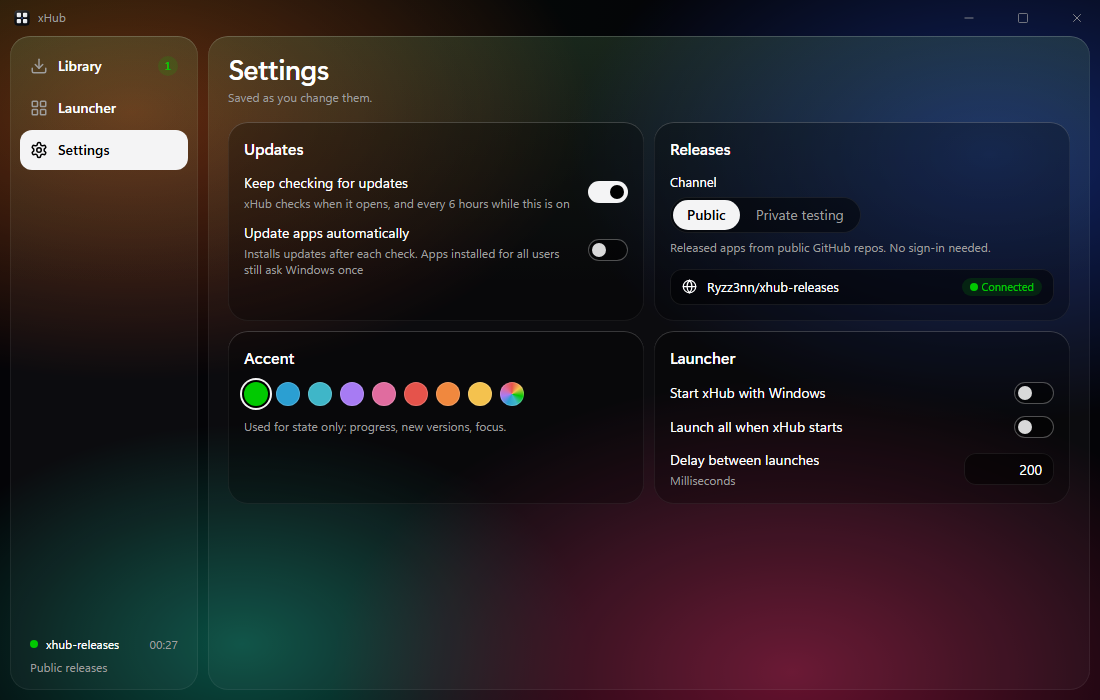 xHub
Library
1
Launcher
Settings
Settings
Saved as you change them.
Updates
Keep checking for updates
xHub checks when it opens, and every 6 hours while this is on
Update apps automatically
Installs updates after each check. Apps installed for all users
still ask Windows once
Releases
Channel
Public
Private testing
Released apps from public GitHub repos. No sign-in needed.
Ryzz3nn/xhub-releases
Connected
Accent
Used for state only: progress, new versions, focus.
Launcher
Start xHub with Windows
Launch all when xHub starts
Delay between launches
Milliseconds
200
xhub-releases
00:27
Public releases